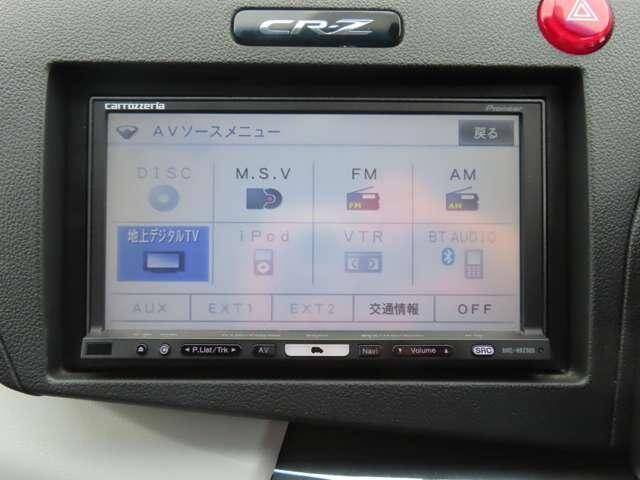 CR-Z
carrozzeria
Pioneer
AVソースメニュー
戻る
DISC
M.S.V
FM
AM
FM
AM
地上デジタルTV
iPod
VTR
BT AUDIO
AUX
EXT1
EXT2
交通情報
OFF
P.List/Trk
AV
Navi
Volume
SRC